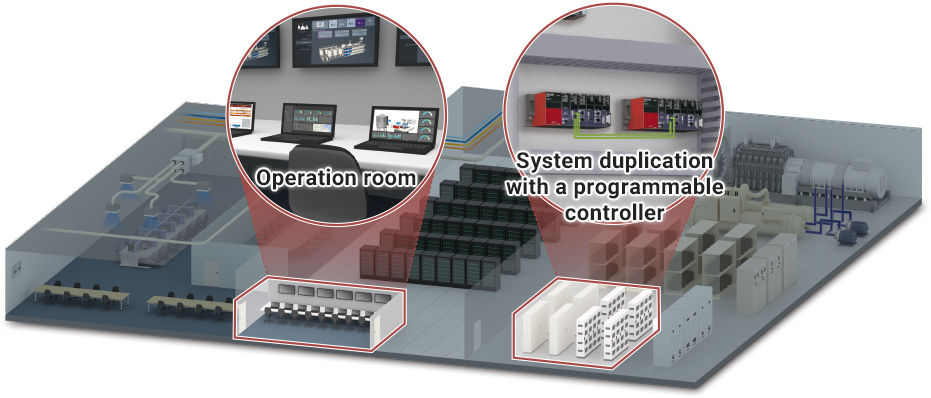 Operation room
System duplication
with a programmable
controller